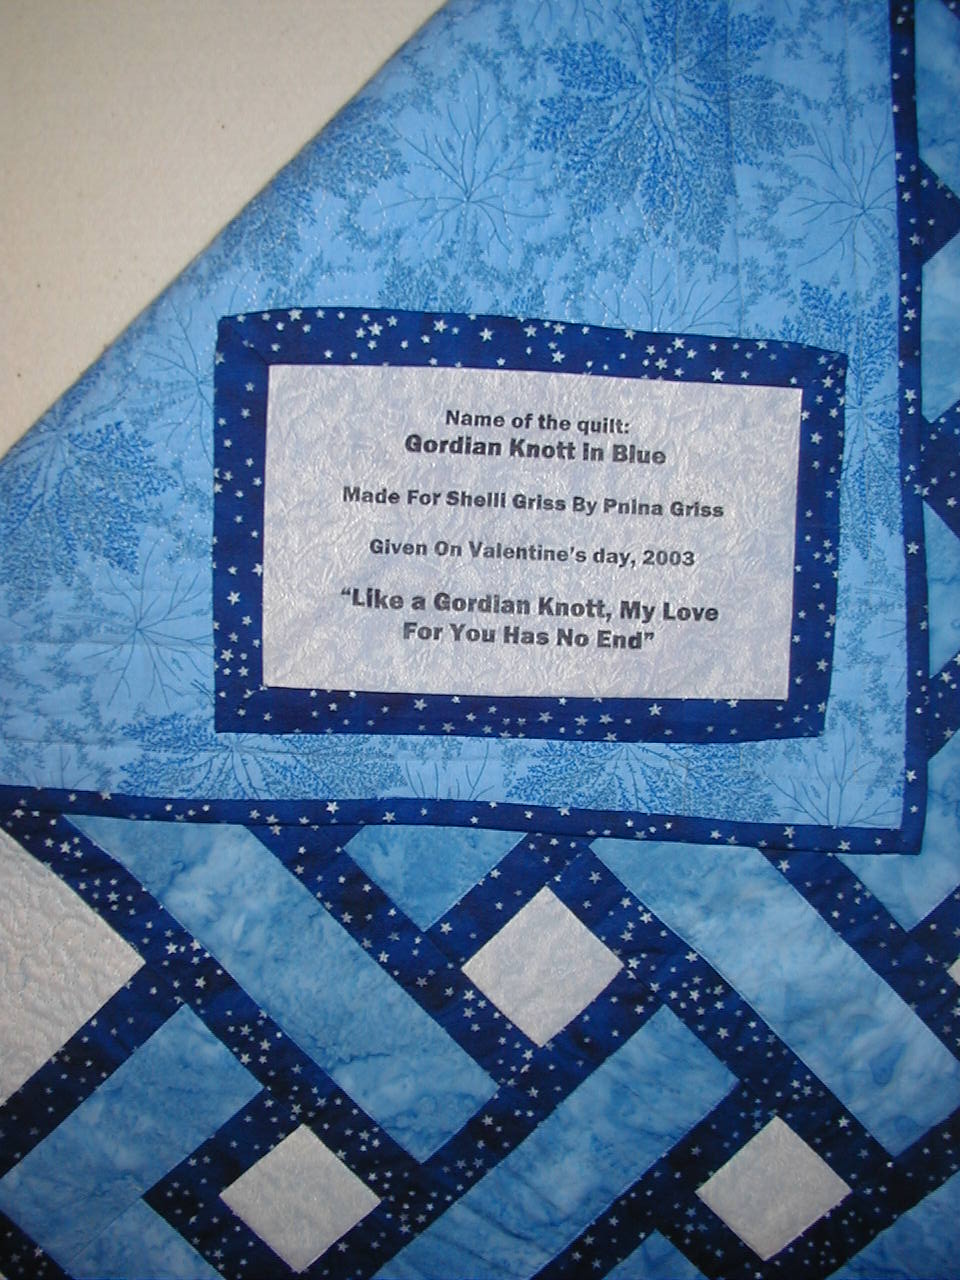 Name of the quilt:
Gordian Knott in Blue
Made For Shelli Griss By Pnina Griss
Given On Valentine's day, 2003
“Like a Gordian Knott, My Love
For You Has No End”